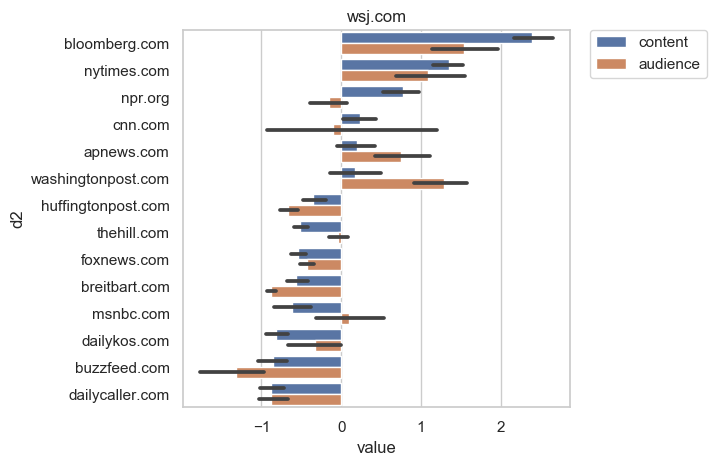 wsj.com
content
audience
bloomberg.com
nytimes.com
npr.org
cnn.com
apnews.com
washingtonpost.com
huffingtonpost.com
thehill.com
foxnews.com
breitbart.com
msnbc.com
dailykos.com
buzzfeed.com
dailycaller.com
d2
−1 0 1 2
value